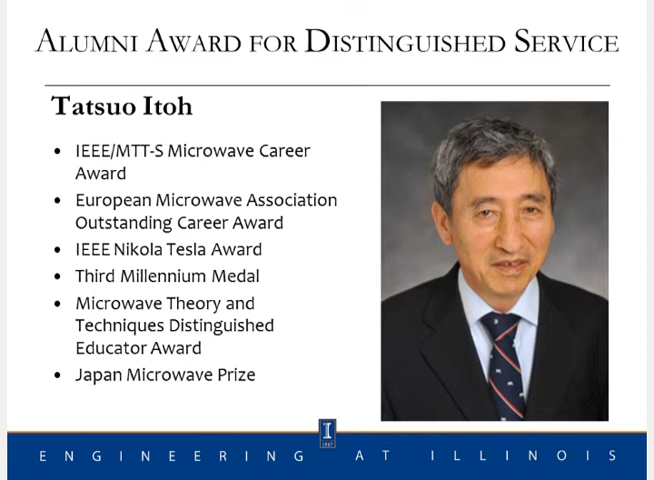 Alumni Award for Distinguished Service
Tatsuo Itoh
• IEEE/MTT-S Microwave Career
Award
• European Microwave Association
Outstanding Career Award
• IEEE Nikola Tesla Award
• Third Millennium Medal
• Microwave Theory and
Techniques Distinguished
Educator Award
• Japan Microwave Prize
I
1867
ENGINEERING AT ILLINOIS